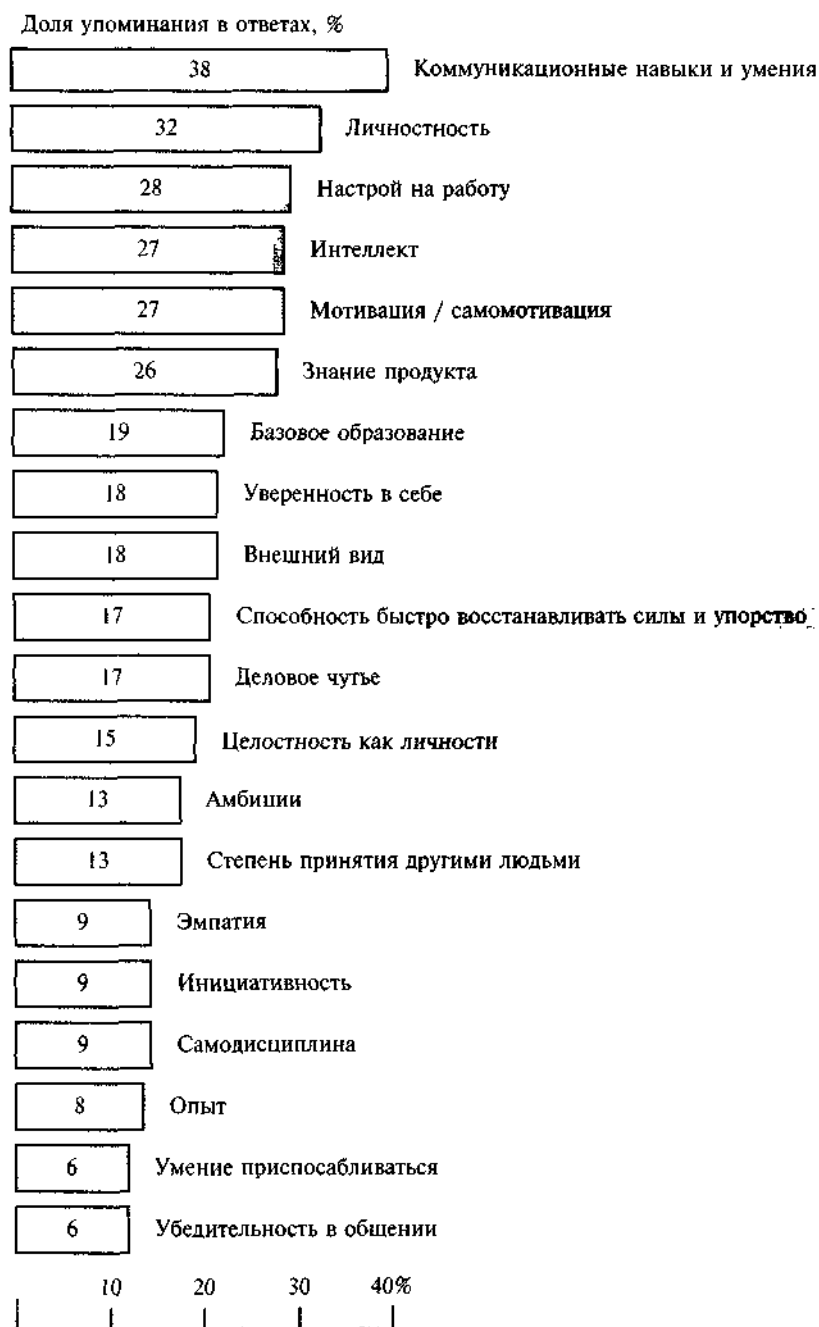 Доля упоминания в ответах, %
38 Коммуникационные навыки и умения
32 Личностность
28 Настрой на работу
27 Интеллект
27 Мотивация / самомотивация
26 Знание продукта
19 Базовое образование
18 Уверенность в себе
18 Внешний вид
17 Способность быстро восстанавливать силы и упорство
17 Деловое чутье
15 Целостность как личности
13 Амбиции
13 Степень принятия другими людьми
9 Эмпатия
9 Инициативность
9 Самодисциплина
8 Опыт
6 Умение приспосабливаться
6 Убедительность в общении
10 20 30 40%